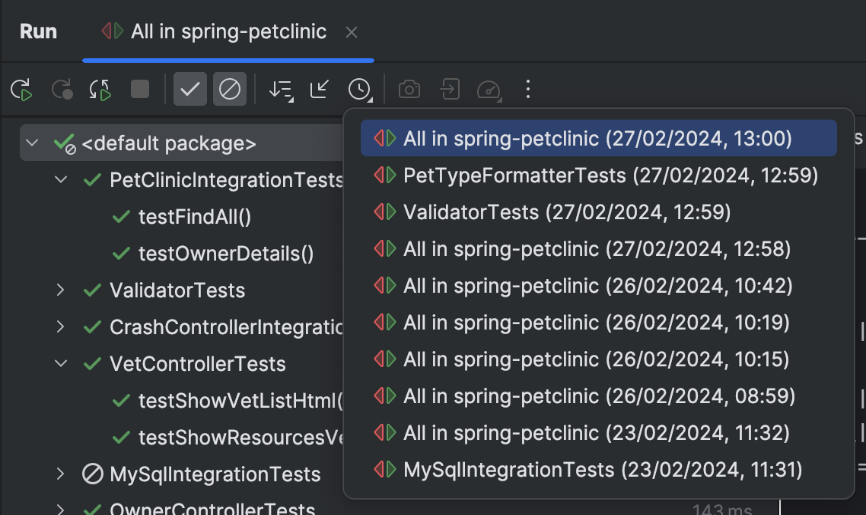 Run
All in spring-petclinic
<default package>
PetClinicIntegrationTests
testFindAll()
testOwnerDetails()
ValidatorTests
CrashControllerIntegratio
VetControllerTests
testShowVetListHtml(
testShowResourcesVe
MySqlIntegrationTests
OwnerControllerTests
143 ms
All in spring-petclinic (27/02/2024, 13:00)
PetTypeFormatterTests (27/02/2024, 12:59)
ValidatorTests (27/02/2024, 12:59)
All in spring-petclinic (27/02/2024, 12:58)
All in spring-petclinic (26/02/2024, 10:42)
All in spring-petclinic (26/02/2024, 10:19)
All in spring-petclinic (26/02/2024, 10:15)
All in spring-petclinic (26/02/2024, 08:59)
All in spring-petclinic (23/02/2024, 11:32)
MySqlIntegrationTests (23/02/2024, 11:31)